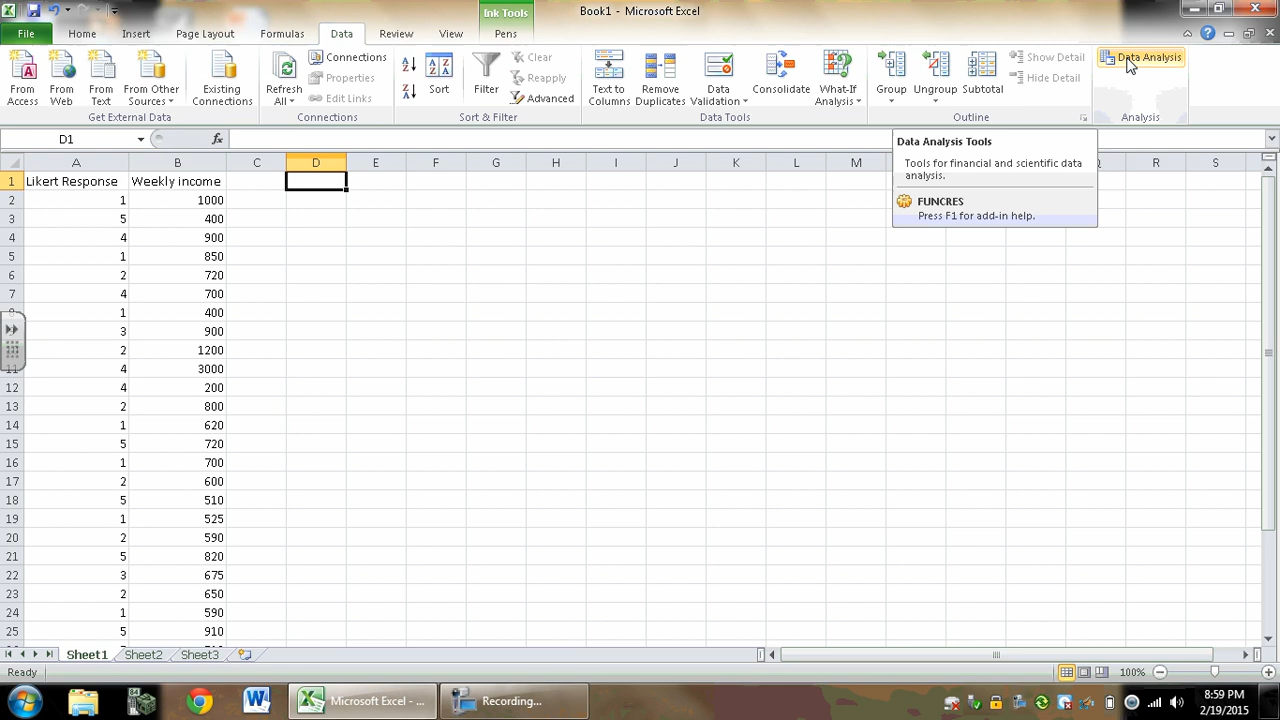 Ink Tools
Book1 - Microsoft Excel
File Home Insert Page Layout Formulas Data Review View Pens
From Access
From Web
From Text
From Other Sources
Existing Connections
Get External Data
Refresh All
Connections
Properties
Edit Links
Connections
Sort
Filter
Clear
Reapply
Advanced
Sort & Filter
Text to Columns
Remove Duplicates
Data Validation
Consolidate
What-If Analysis
Data Tools
Group
Ungroup
Subtotal
Show Detail
Hide Detail
Outline
Data Analysis
Analysis
D1 fx
Data Analysis Tools
Tools for financial and scientific data
analysis.
FUNCRES
Press F1 for add-in help.
A B C D E F G H I J K L M R S
1 Likert Response Weekly income
2 1 1000
3 5 400
4 4 900
5 1 850
6 2 720
7 4 700
1 400
3 900
2 1200
11 4 3000
12 4 200
13 2 800
14 1 620
15 5 720
16 1 700
17 2 600
18 5 510
19 1 525
20 2 590
21 5 820
22 3 675
23 2 650
24 1 590
25 5 910
Sheet1 Sheet2 Sheet3
Ready 100%
Microsoft Excel - ... Recording...
8:59 PM
2/19/2015